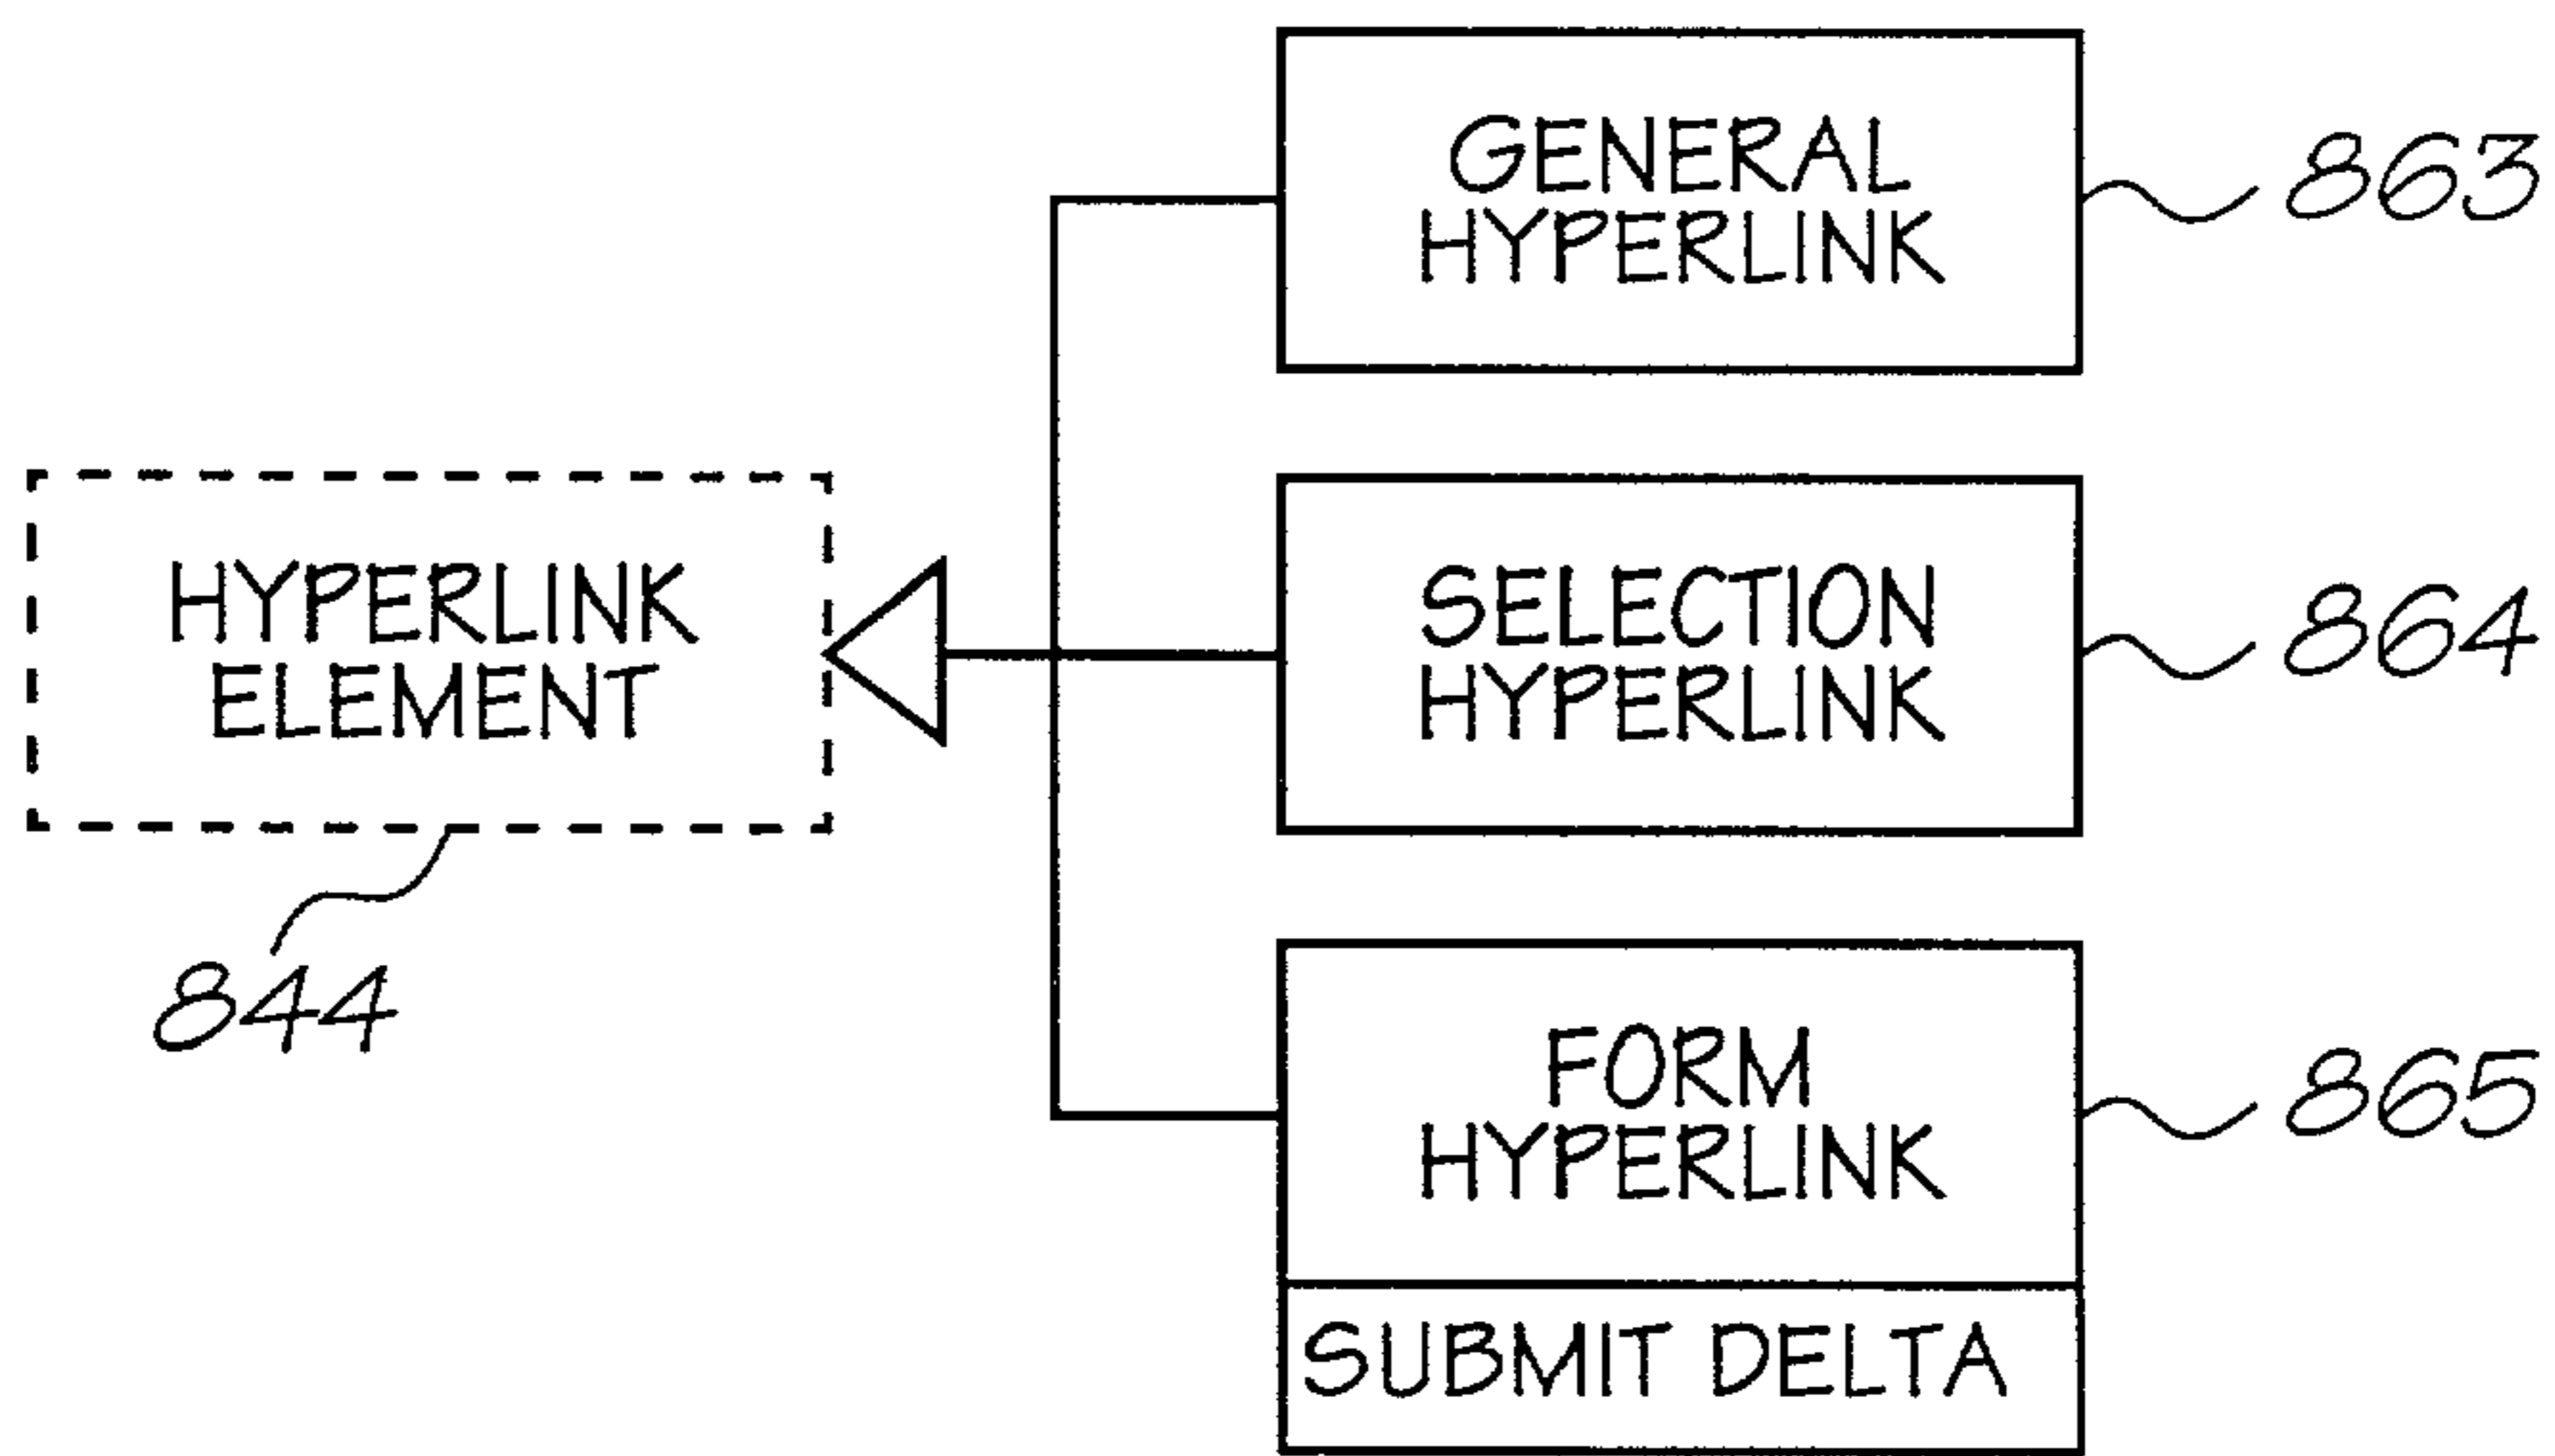 GENERAL
HYPERLINK
863
HYPERLINK
ELEMENT
844
SELECTION
HYPERLINK
864
FORM
HYPERLINK
865
SUBMIT DELTA